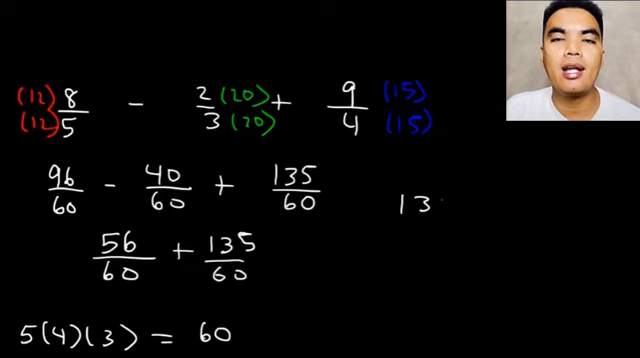 (12) 8/5 (12) - 2/3 (20) (20) + 9/4 (15) (15)
96/60 - 40/60 + 135/60
13
56/60 + 135/60
5(4)(3) = 60